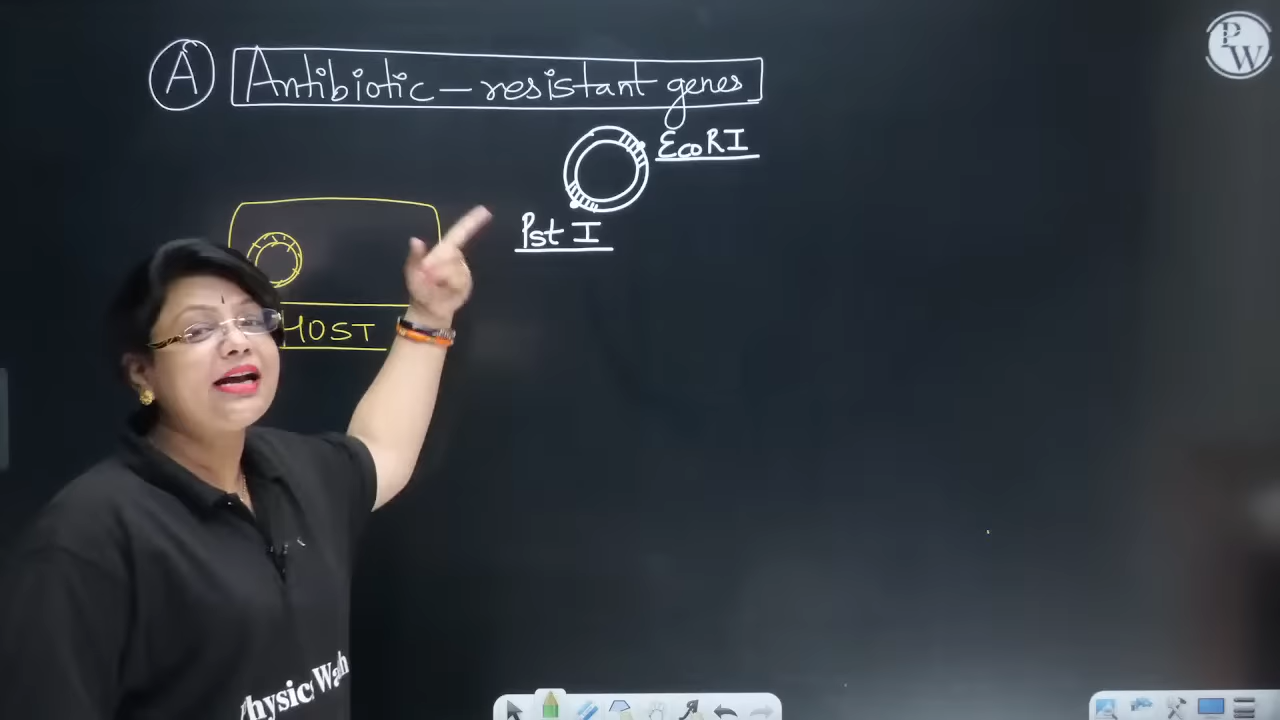 A
Antibiotic - resistant genes
EcoRI
Pst I
HOST
PW
Physics Wallah